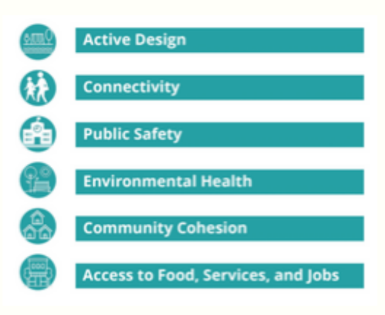 Active Design
Connectivity
Public Safety
Environmental Health
Community Cohesion
Access to Food, Services, and Jobs